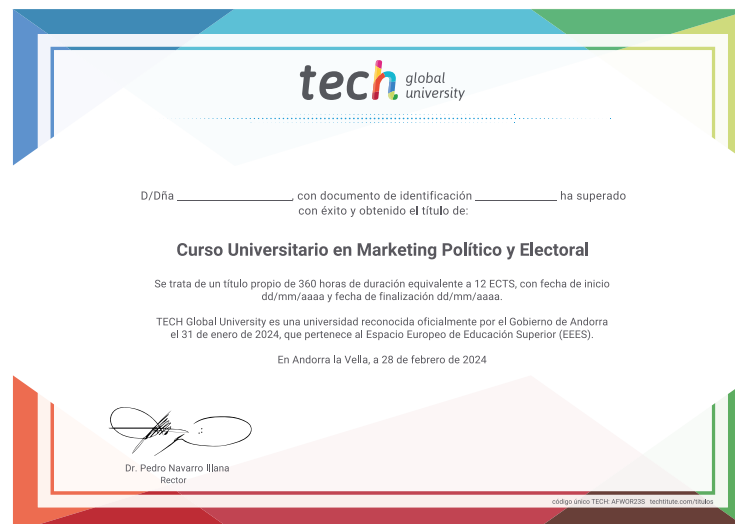 tech global university
D/Dña ____________________, con documento de identificación ______________ ha superado
con éxito y obtenido el título de:
Curso Universitario en Marketing Político y Electoral
Se trata de un título propio de 360 horas de duración equivalente a 12 ECTS, con fecha de inicio
dd/mm/aaaa y fecha de finalización dd/mm/aaaa.
TECH Global University es una universidad reconocida oficialmente por el Gobierno de Andorra
el 31 de enero de 2024, que pertenece al Espacio Europeo de Educación Superior (EEES).
En Andorra la Vella, a 28 de febrero de 2024
Dr. Pedro Navarro Illana
Rector
código único TECH: AFWOR23S techtitute.com/titulos